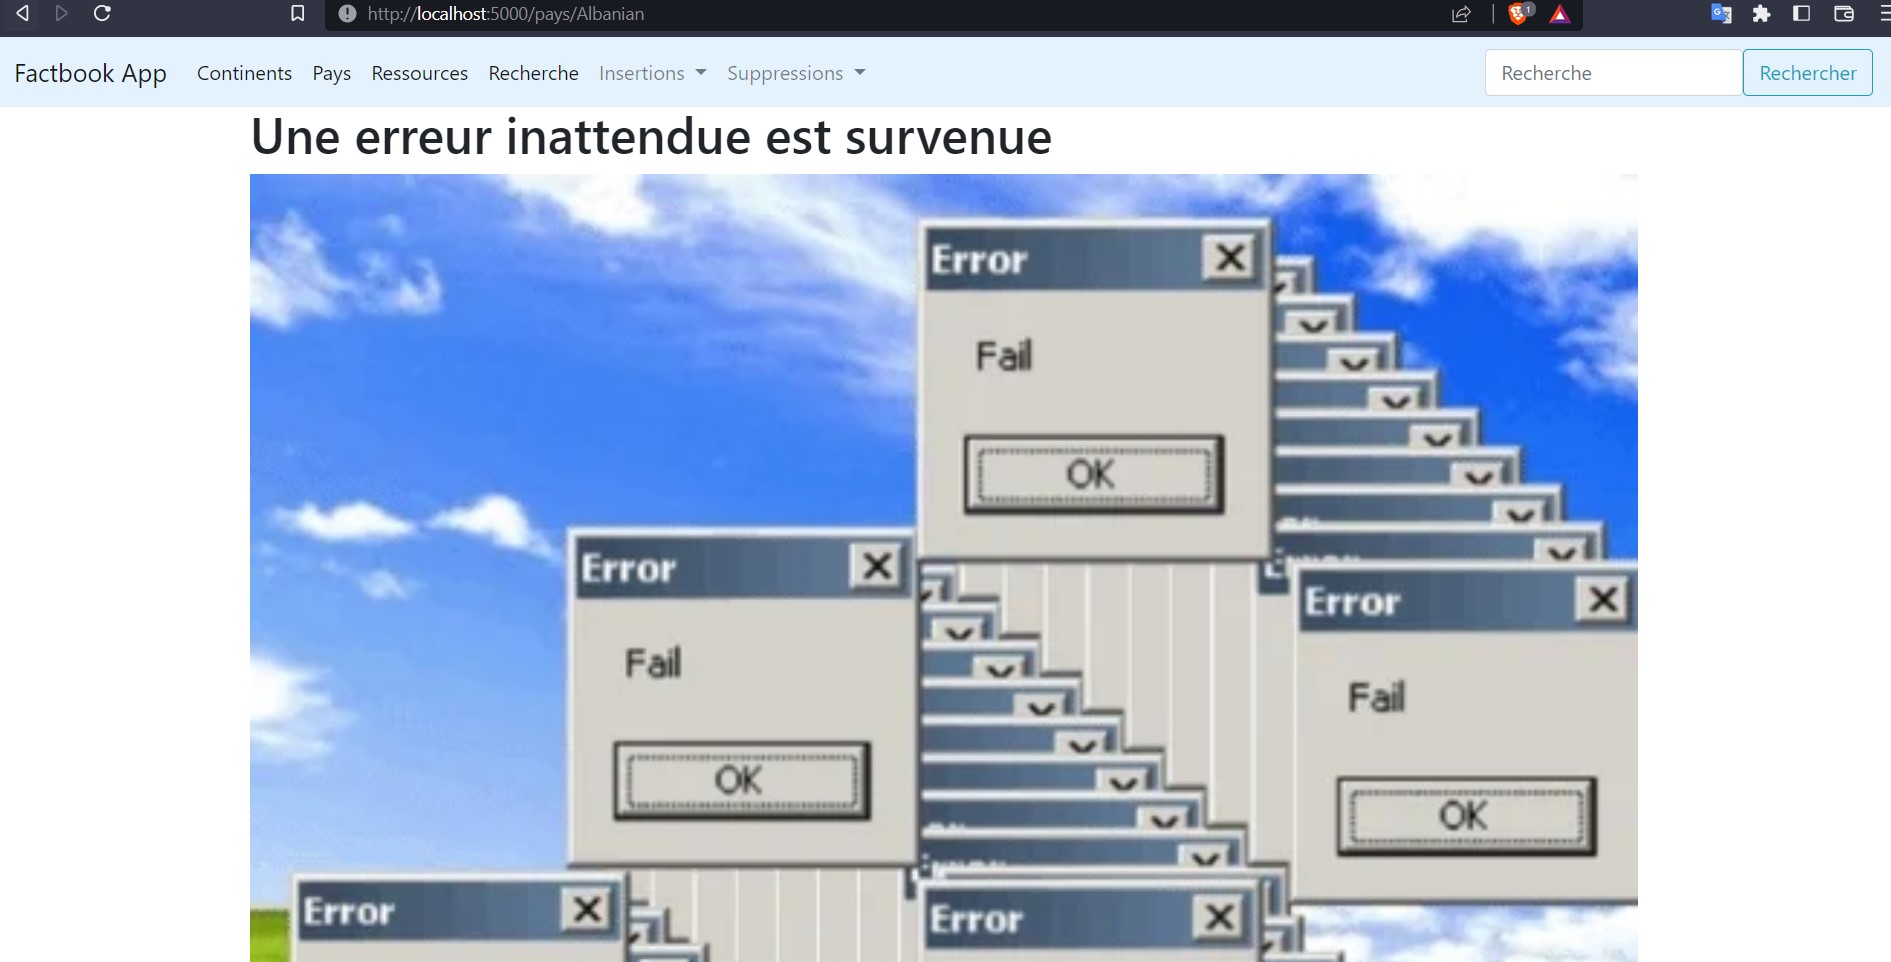 http://localhost:5000/pays/Albanian
1
Factbook App Continents Pays Ressources Recherche Insertions Suppressions Recherche Rechercher
Une erreur inattendue est survenue
Error
Fail
OK
Error
Fail
OK
Error
Fail
OK
Error
Error